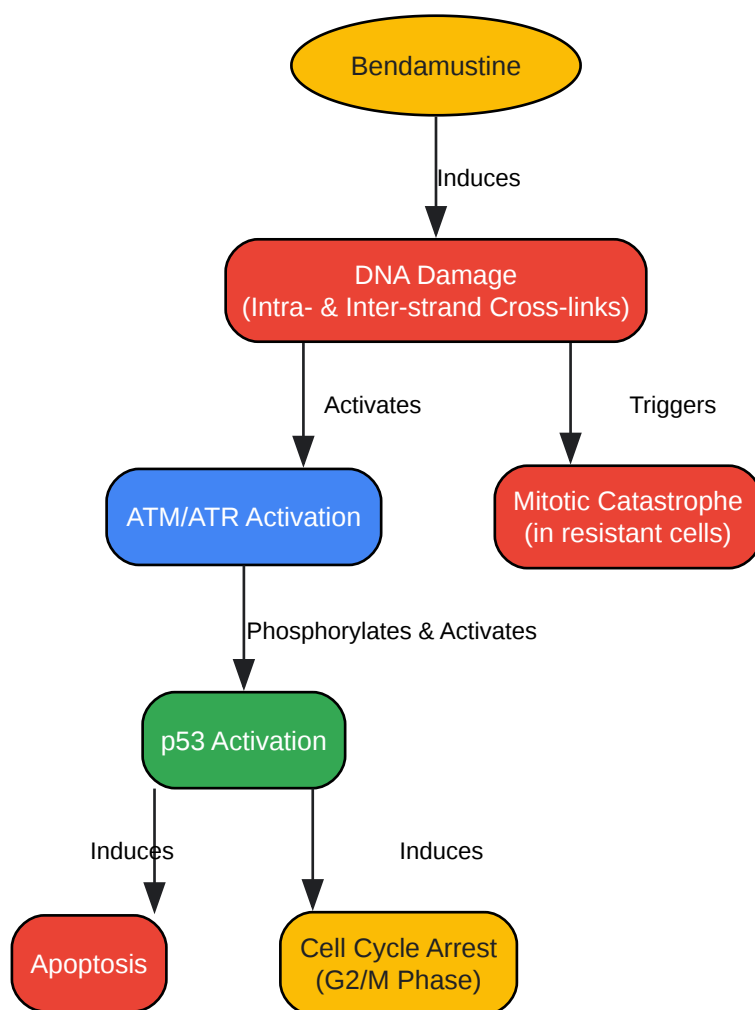 Bendamustine
Induces
DNA Damage
(Intra- & Inter-strand Cross-links)
Activates
Triggers
ATM/ATR Activation
Mitotic Catastrophe
(in resistant cells)
Phosphorylates & Activates
p53 Activation
Induces
Induces
Apoptosis
Cell Cycle Arrest
(G2/M Phase)